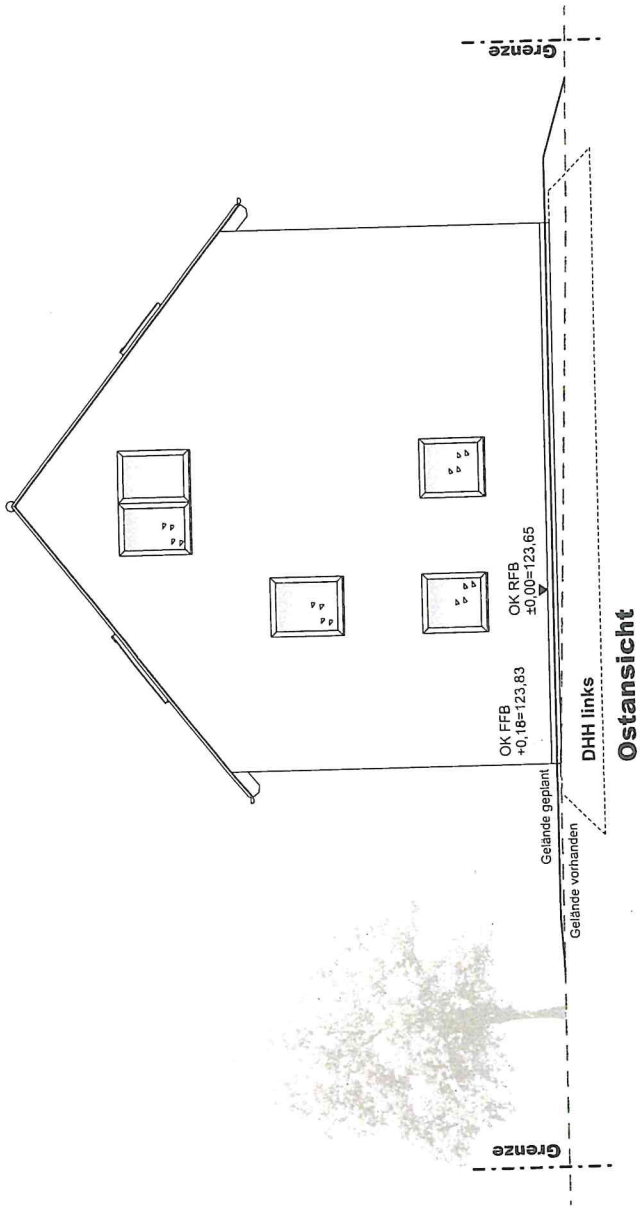 Grenze
Grenze
OK FFB
+0,18=123,83
OK RFB
±0,00=123,65
Gelände geplant
Gelände vorhanden
DHH links
Ostansicht